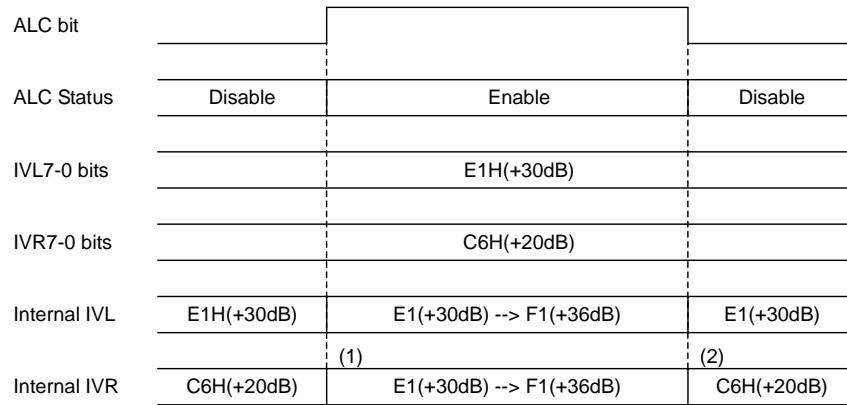 ALC bit
ALC Status Disable Enable Disable
IVL7-0 bits E1H(+30dB)
IVR7-0 bits C6H(+20dB)
Internal IVL E1H(+30dB) E1(+30dB) --> F1(+36dB) E1(+30dB)
(1) (2)
Internal IVR C6H(+20dB) E1(+30dB) --> F1(+36dB) C6H(+20dB)